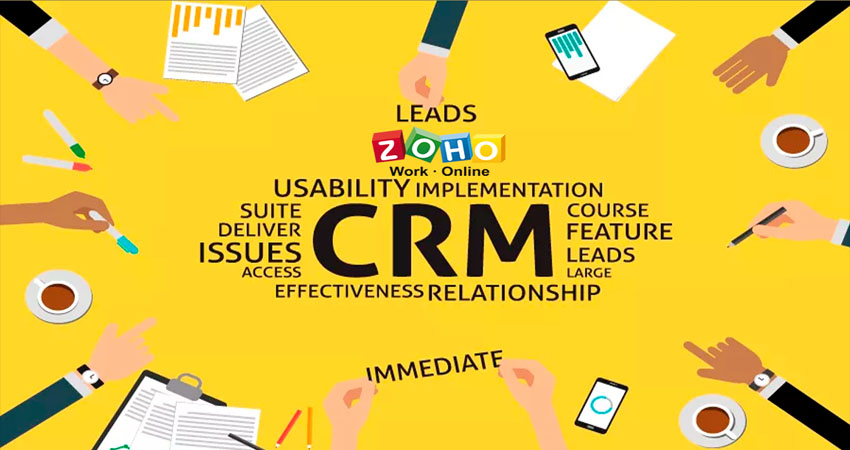 LEADS
ZOHO
Work · Online
USABILITY IMPLEMENTATION
SUITE
DELIVER
ISSUES
ACCESS
CRM
COURSE
FEATURE
LEADS
LARGE
EFFECTIVENESS RELATIONSHIP
IMMEDIATE